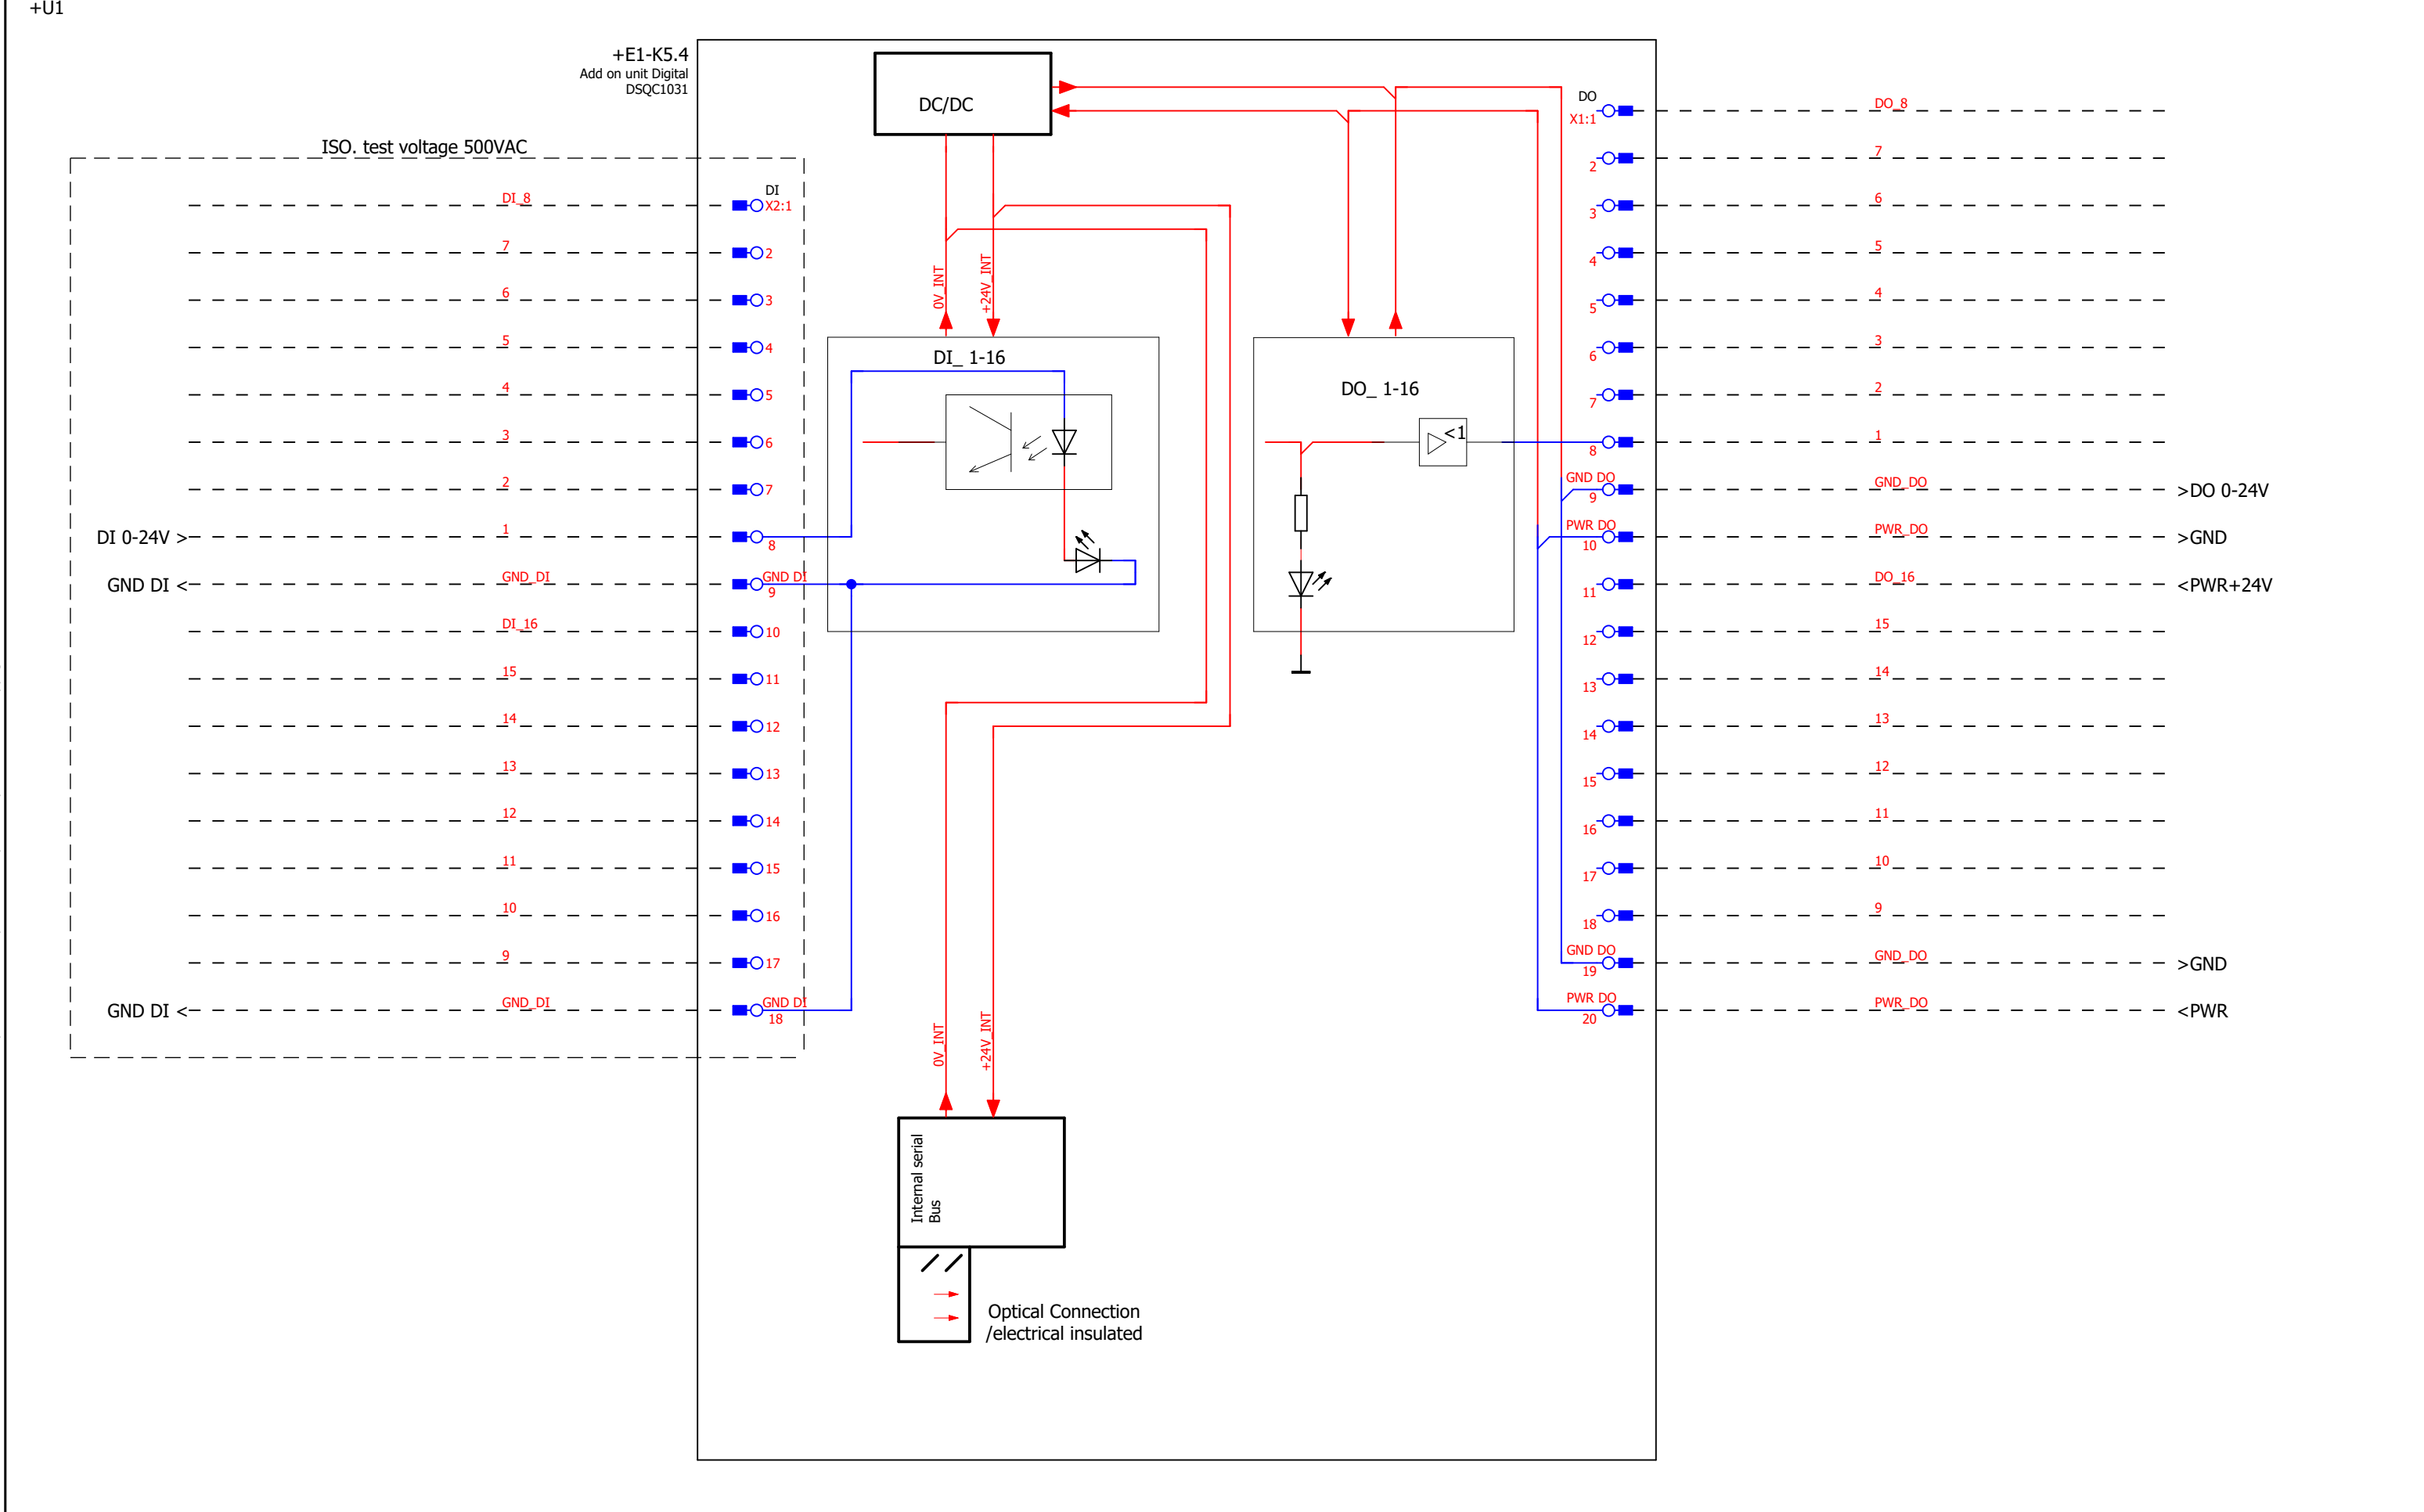 +U1
+E1-K5.4
Add on unit Digital
DSQC1031
DC/DC
ISO. test voltage 500VAC
DI
DI_8
X2:1
7
2
6
3
5
4
4
5
3
6
2
7
DI 0-24V >
1
8
GND DI <
GND_DI
GND DI
9
DI_16
10
15
11
14
12
13
13
12
14
11
15
10
16
9
17
GND DI <
GND_DI
GND DI
18
0V_INT
+24V_INT
DI_ 1-16
DO_ 1-16
<1
0V_INT
+24V_INT
Internal serial
Bus
Optical Connection
/electrical insulated
DO
X1:1
DO_8
2
7
3
6
4
5
5
4
6
3
7
2
8
1
GND DO
9
GND_DO
>DO 0-24V
PWR DO
10
PWR_DO
>GND
11
DO_16
<PWR+24V
12
15
13
14
14
13
15
12
16
11
17
10
18
9
GND DO
19
GND_DO
>GND
PWR DO
20
PWR_DO
<PWR